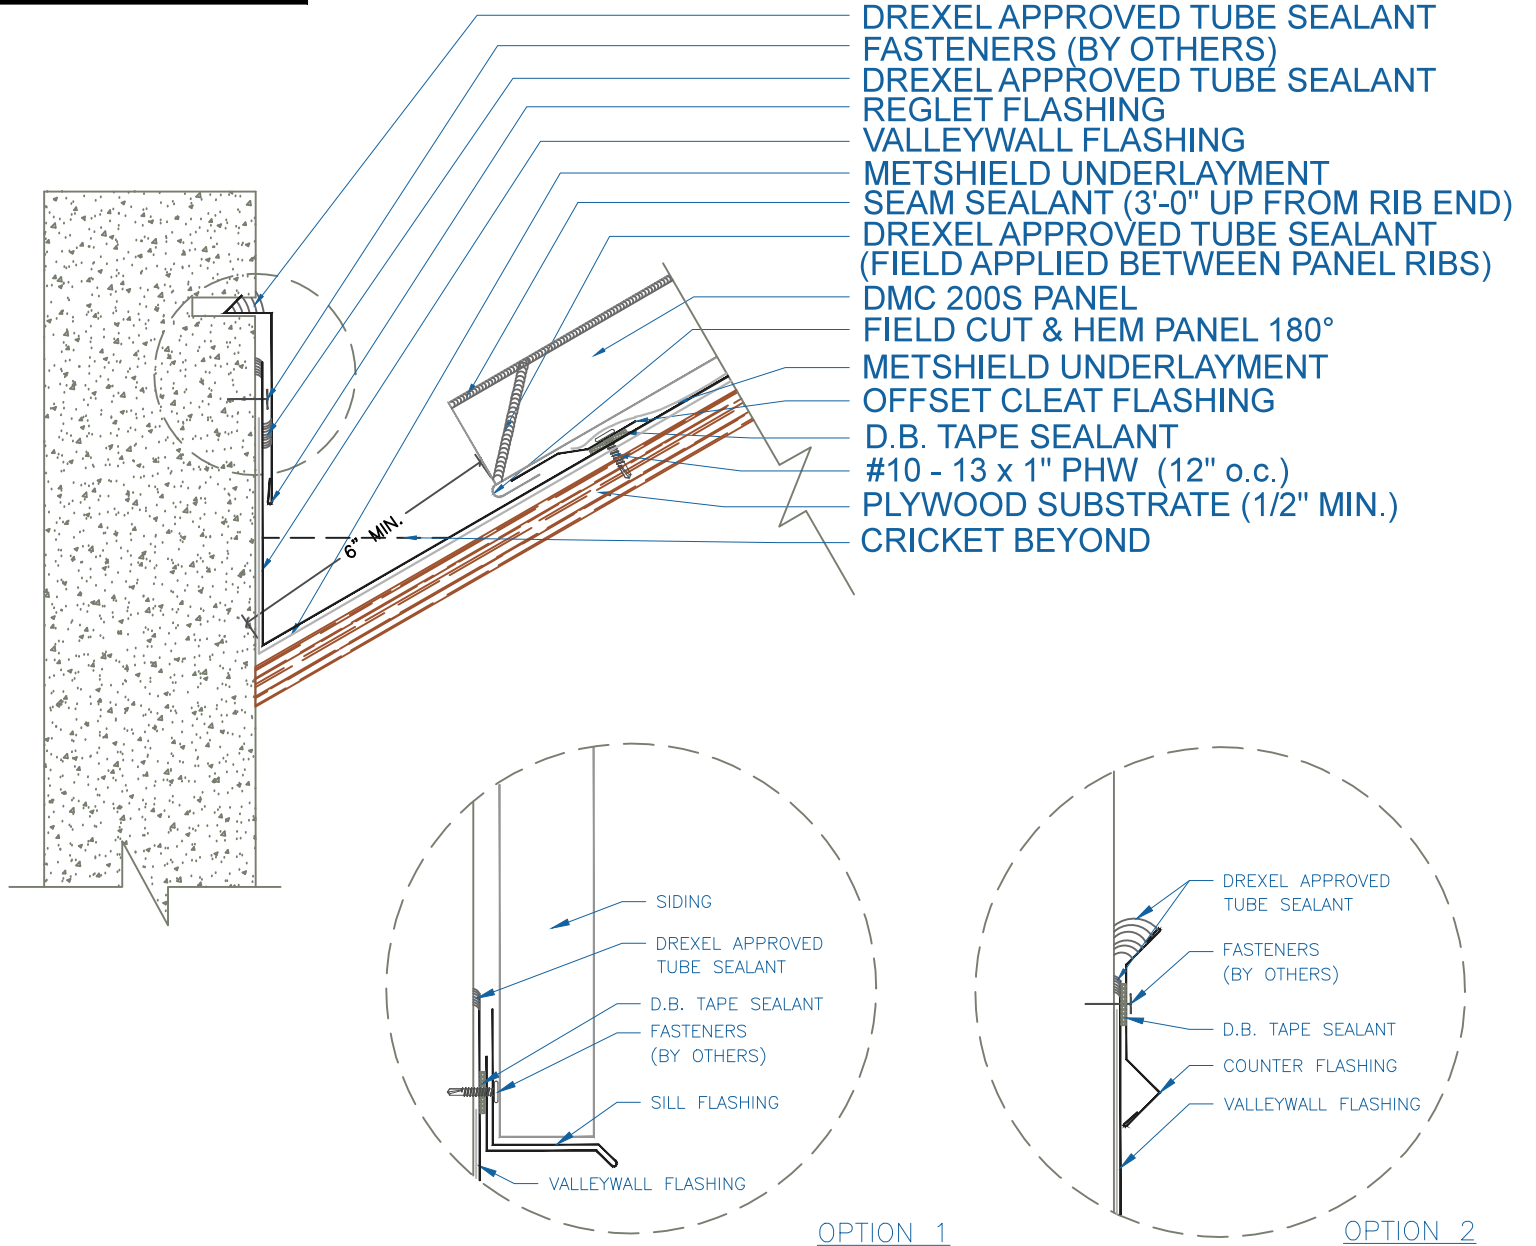 DREXEL APPROVED TUBE SEALANT
FASTENERS (BY OTHERS)
DREXEL APPROVED TUBE SEALANT
REGLET FLASHING
VALLEYWALL FLASHING
METSHIELD UNDERLAYMENT
SEAM SEALANT (3'-0" UP FROM RIB END)
DREXEL APPROVED TUBE SEALANT
(FIELD APPLIED BETWEEN PANEL RIBS)
DMC 200S PANEL
FIELD CUT & HEM PANEL 180°
METSHIELD UNDERLAYMENT
OFFSET CLEAT FLASHING
D.B. TAPE SEALANT
#10 - 13 x 1" PHW (12" o.c.)
PLYWOOD SUBSTRATE (1/2" MIN.)
CRICKET BEYOND
6" MIN.
SIDING
DREXEL APPROVED
TUBE SEALANT
D.B. TAPE SEALANT
FASTENERS
(BY OTHERS)
SILL FLASHING
VALLEYWALL FLASHING
OPTION 1
DREXEL APPROVED
TUBE SEALANT
FASTENERS
(BY OTHERS)
D.B. TAPE SEALANT
COUNTER FLASHING
VALLEYWALL FLASHING
OPTION 2